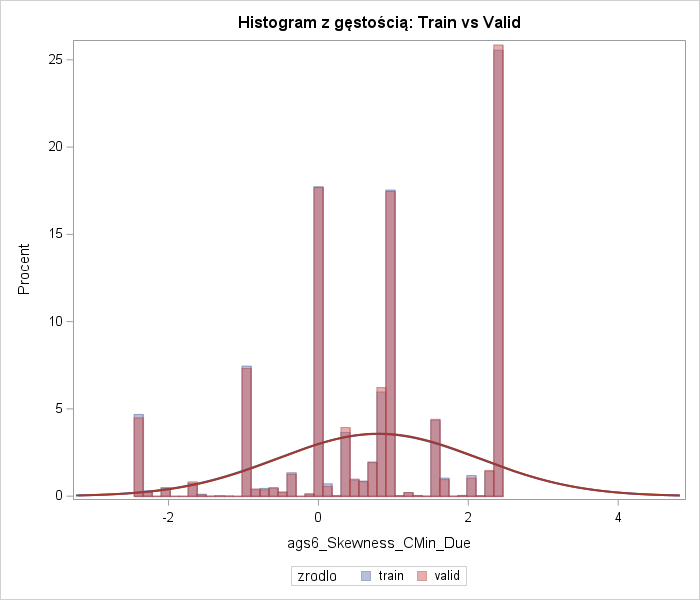 Histogram z gęstością: Train vs Valid
25
20
15
10
5
0
Procent
-2
0
2
4
ags6_Skewness_CMin_Due
zrodlo train valid